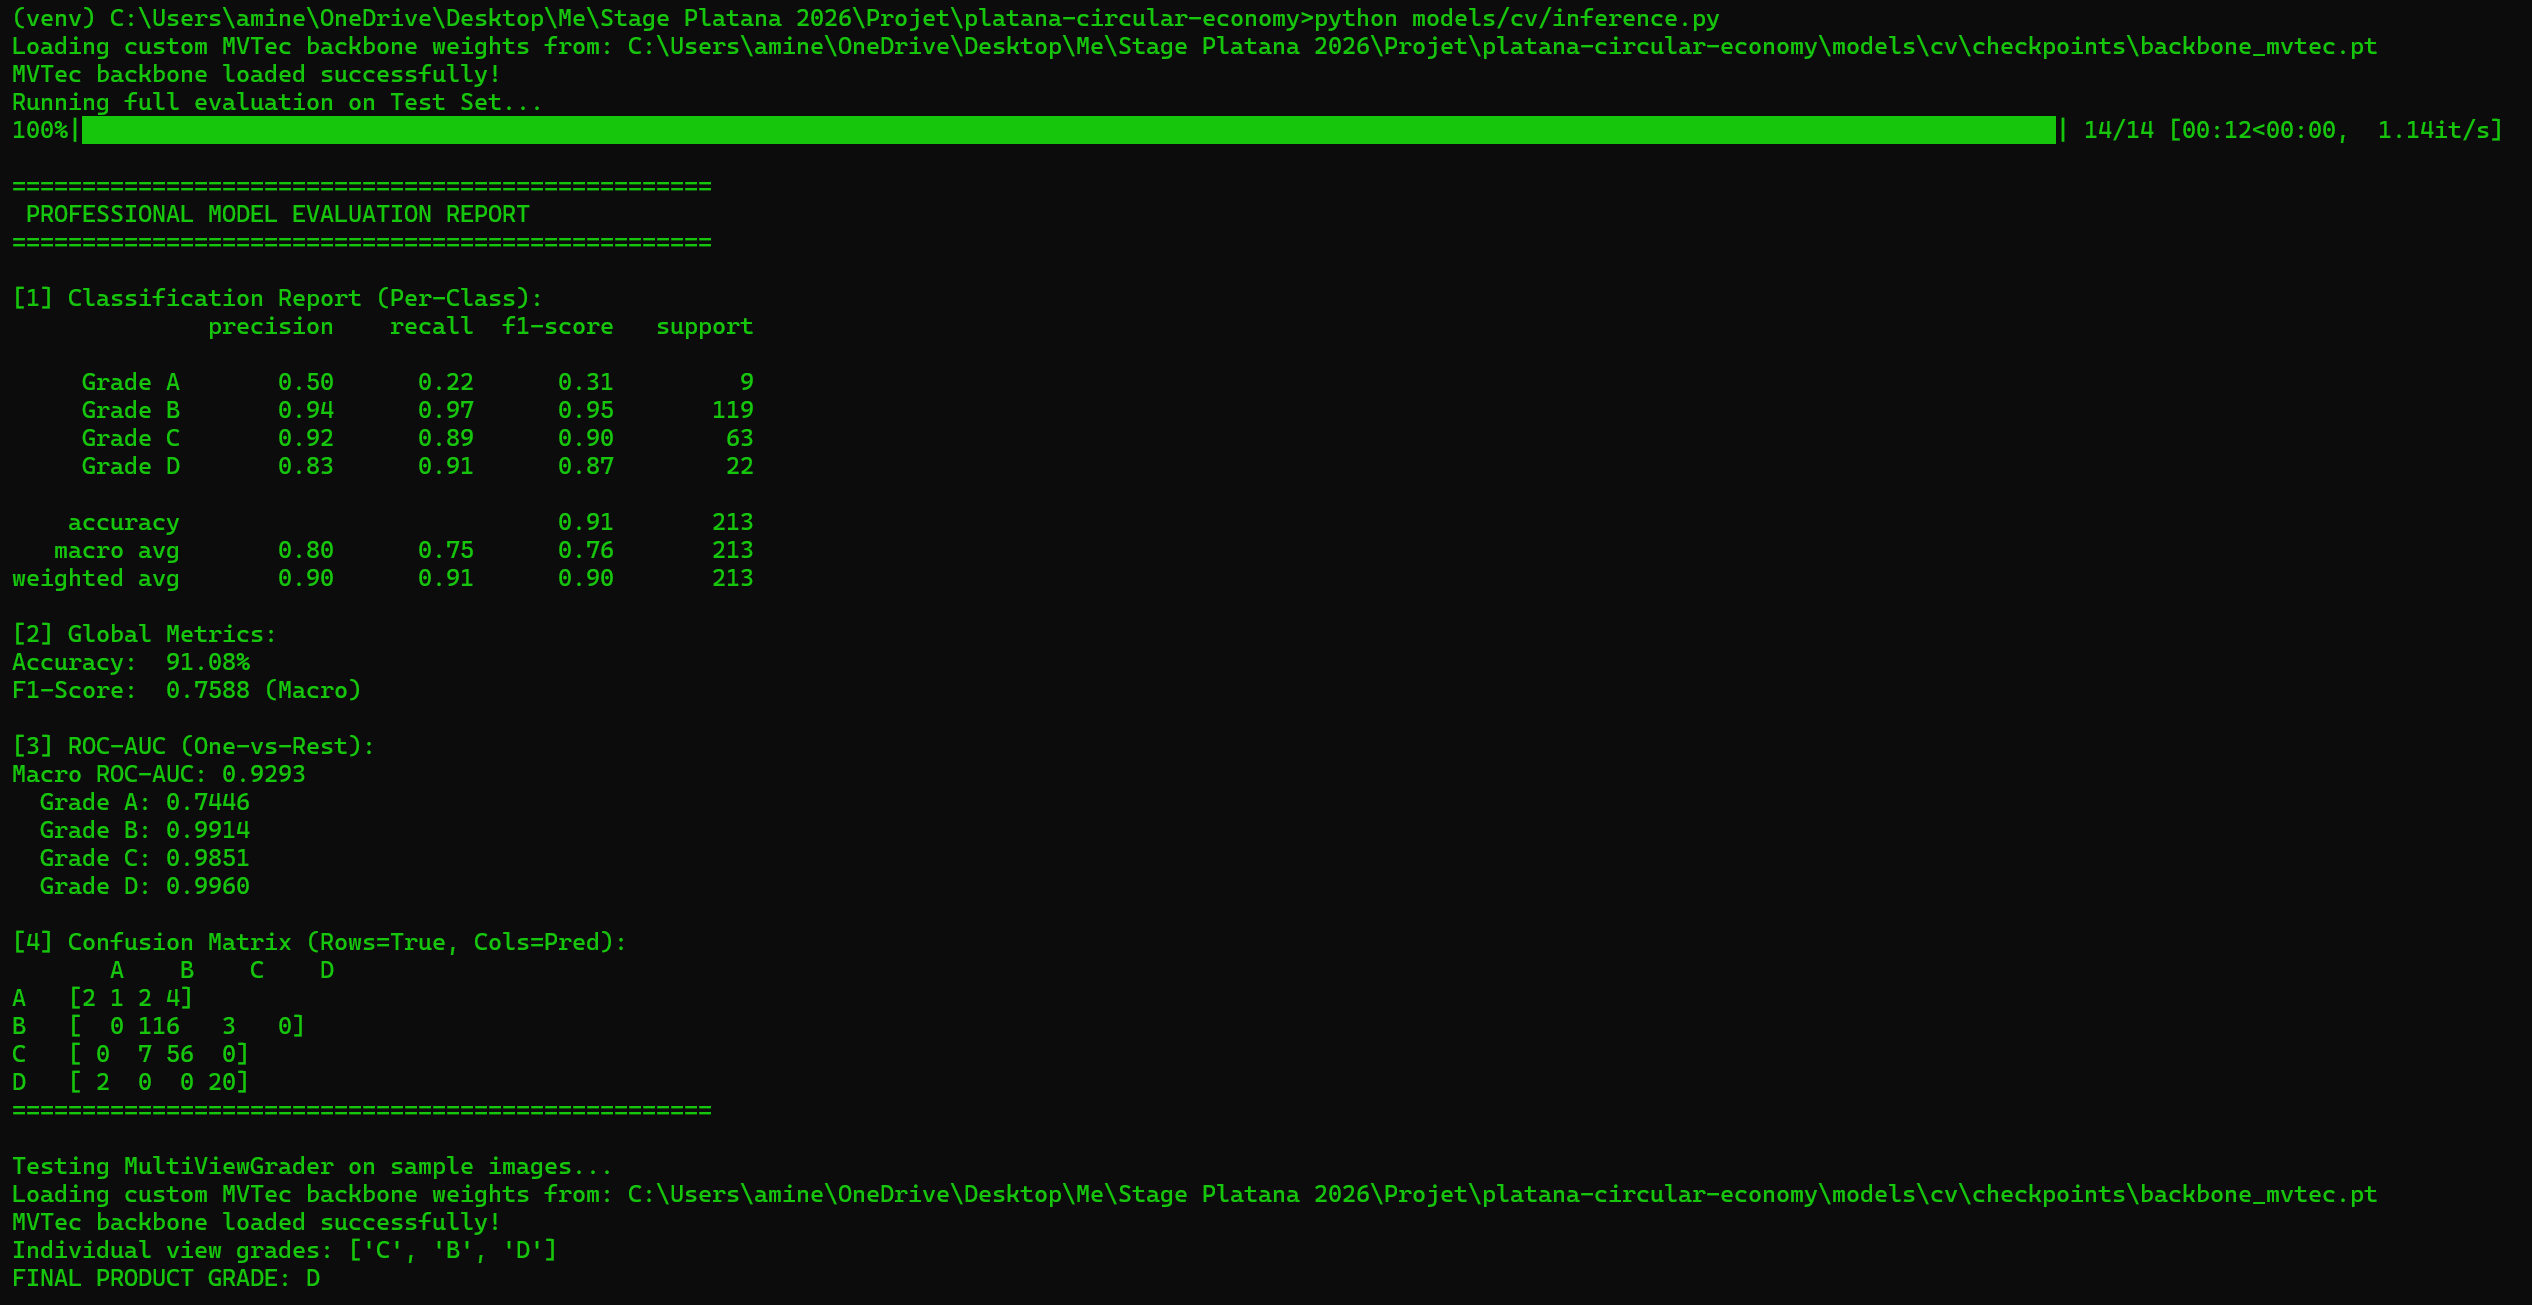 (venv) C:\Users\amine\OneDrive\Desktop\Me\Stage Platana 2026\Projet\platana-circular-economy>python models/cv/inference.py
Loading custom MVTec backbone weights from: C:\Users\amine\OneDrive\Desktop\Me\Stage Platana 2026\Projet\platana-circular-economy\models\cv\checkpoints\backbone_mvtec.pt
MVTec backbone loaded successfully!
Running full evaluation on Test Set...
100%|██████████| 14/14 [00:12<00:00,  1.14it/s]
==================================================
 PROFESSIONAL MODEL EVALUATION REPORT
==================================================
[1] Classification Report (Per-Class):
              precision    recall  f1-score   support
     Grade A       0.50      0.22      0.31         9
     Grade B       0.94      0.97      0.95       119
     Grade C       0.92      0.89      0.90        63
     Grade D       0.83      0.91      0.87        22
    accuracy                           0.91       213
   macro avg       0.80      0.75      0.76       213
weighted avg       0.90      0.91      0.90       213
[2] Global Metrics:
Accuracy:  91.08%
F1-Score:  0.7588 (Macro)
[3] ROC-AUC (One-vs-Rest):
Macro ROC-AUC: 0.9293
  Grade A: 0.7446
  Grade B: 0.9914
  Grade C: 0.9851
  Grade D: 0.9960
[4] Confusion Matrix (Rows=True, Cols=Pred):
       A    B    C    D
A   [2 1 2 4]
B   [  0 116   3   0]
C   [ 0  7 56  0]
D   [ 2  0  0 20]
==================================================
Testing MultiViewGrader on sample images...
Loading custom MVTec backbone weights from: C:\Users\amine\OneDrive\Desktop\Me\Stage Platana 2026\Projet\platana-circular-economy\models\cv\checkpoints\backbone_mvtec.pt
MVTec backbone loaded successfully!
Individual view grades: ['C', 'B', 'D']
FINAL PRODUCT GRADE: D